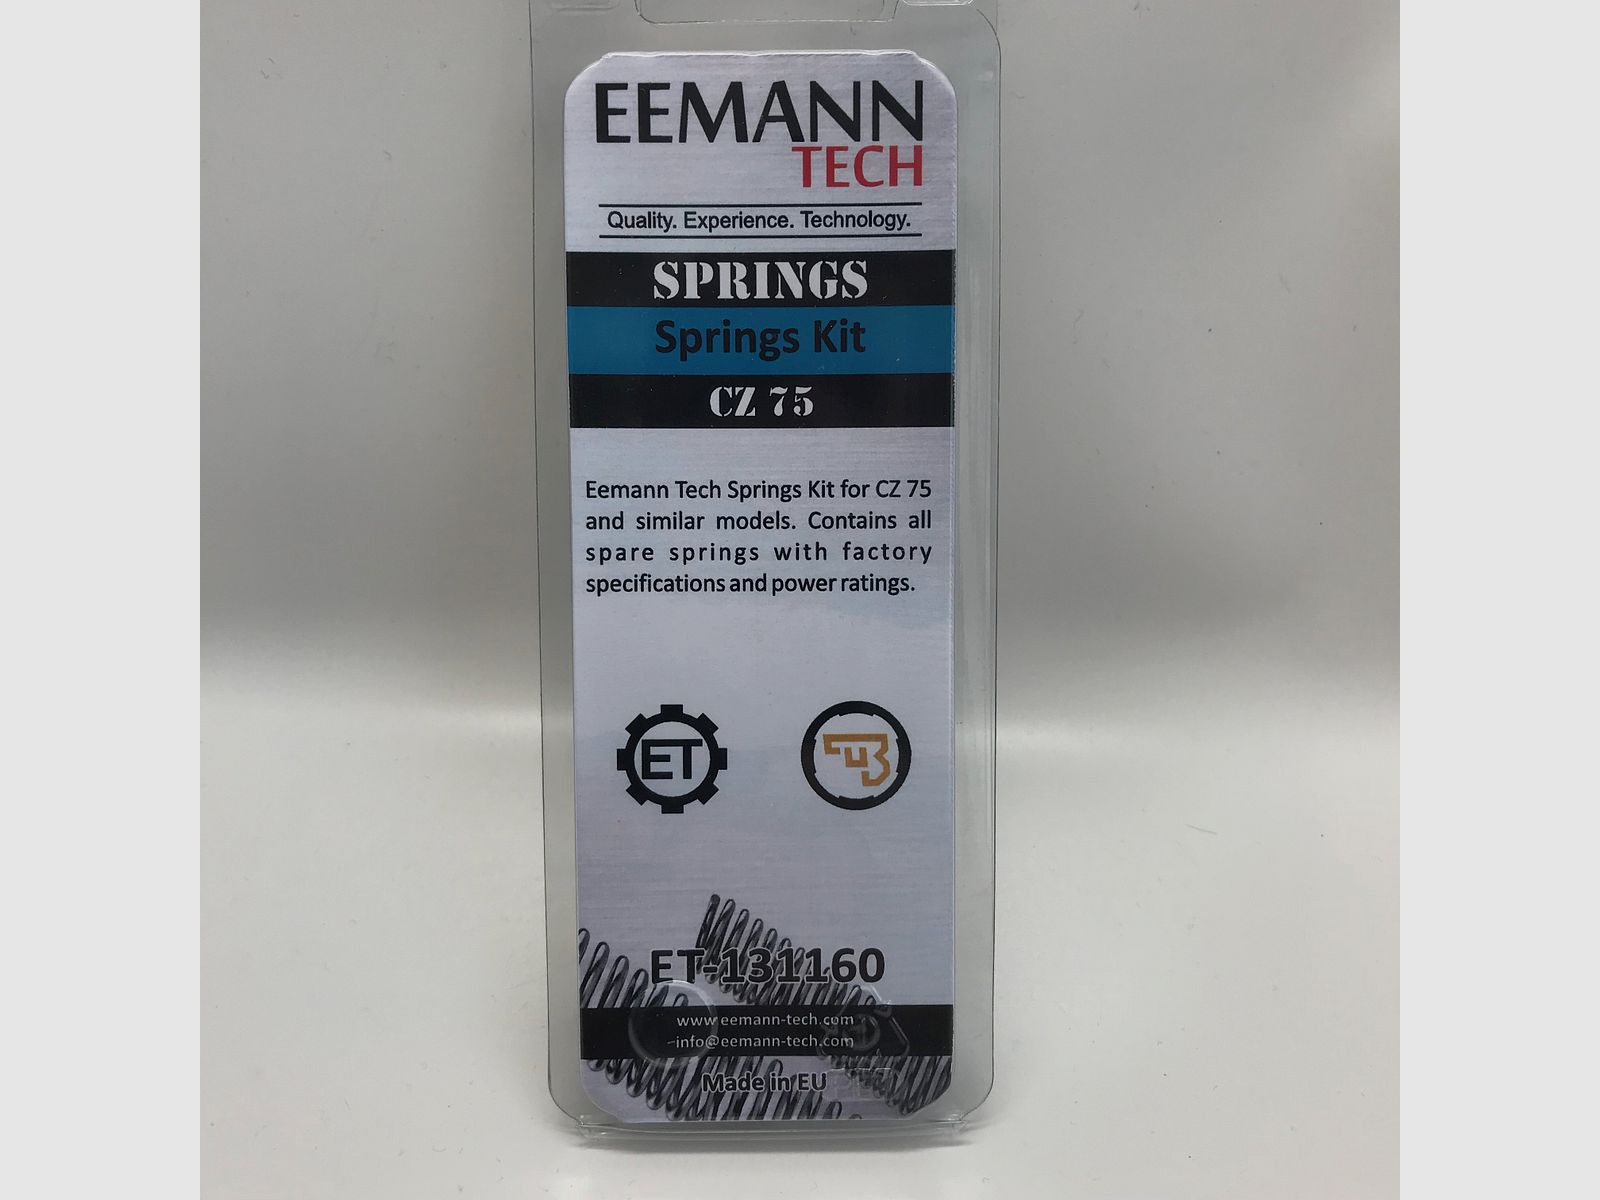 EEMANN
TECH
Quality. Experience. Technology.
SPRINGS
Springs Kit
CZ 75
Eemann Tech Springs Kit for CZ 75
and similar models. Contains all
spare springs with factory
specifications and power ratings.
ET
ET-131160
www.eemann-tech.com
info@eemann-tech.com
Made in EU